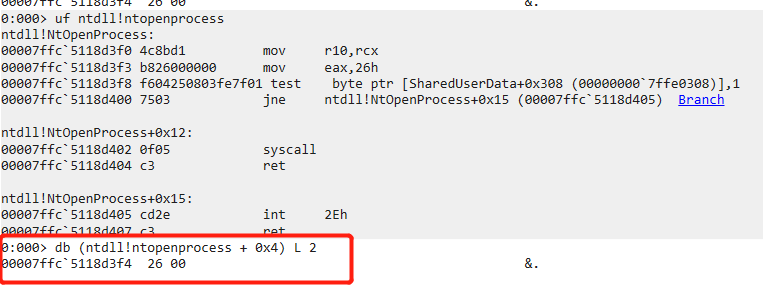 00007ffc`5118d3f4  26 00                                            &.
0:000> uf ntdll!ntopenprocess
ntdll!NtOpenProcess:
00007ffc`5118d3f0 4c8bd1          mov     r10,rcx
00007ffc`5118d3f3 b826000000      mov     eax,26h
00007ffc`5118d3f8 f604250803fe7f01 test    byte ptr [SharedUserData+0x308 (00000000`7ffe0308)],1
00007ffc`5118d400 7503            jne     ntdll!NtOpenProcess+0x15 (00007ffc`5118d405)  Branch
ntdll!NtOpenProcess+0x12:
00007ffc`5118d402 0f05            syscall
00007ffc`5118d404 c3              ret
ntdll!NtOpenProcess+0x15:
00007ffc`5118d405 cd2e            int     2Eh
00007ffc`5118d407 c3              ret
0:000> db (ntdll!ntopenprocess + 0x4) L 2
00007ffc`5118d3f4  26 00                                            &.